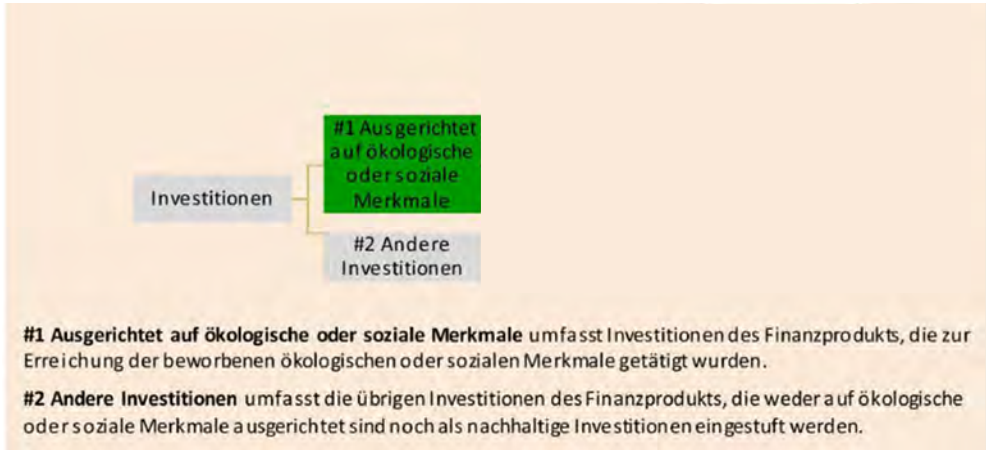 #1 Ausgerichtet
auf ökologische
oder soziale
Merkmale
Investitionen
#2 Andere
Investitionen
#1 Ausgerichtet auf ökologische oder soziale Merkmale umfasst Investitionen des Finanzprodukts, die zur
Erreichung der beworbenen ökologischen oder sozialen Merkmale getätigt wurden.
#2 Andere Investitionen umfasst die übrigen Investitionen des Finanzprodukts, die weder auf ökologische
oder soziale Merkmale ausgerichtet sind noch als nachhaltige Investitionen eingestuft werden.